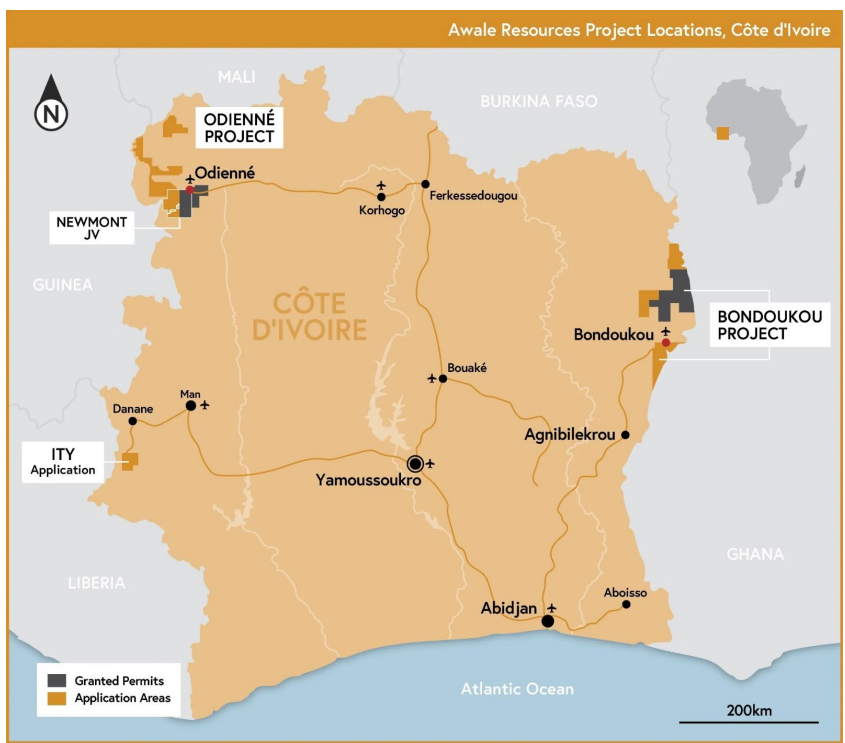 Awale Resources Project Locations, Côte d'Ivoire
MALI
BURKINA FASO
N
ODIENNÉ
PROJECT
Odienné
Korhogo
Ferkessedougou
NEWMONT
JV
GUINEA
CÔTE
D'IVOIRE
Bondoukou
BONDOUKOU
PROJECT
Bouaké
Man
Danane
Agnibilekrou
ITY
Application
Yamoussoukro
GHANA
LIBERIA
Abidjan
Aboisso
Granted Permits
Application Areas
Atlantic Ocean
200km